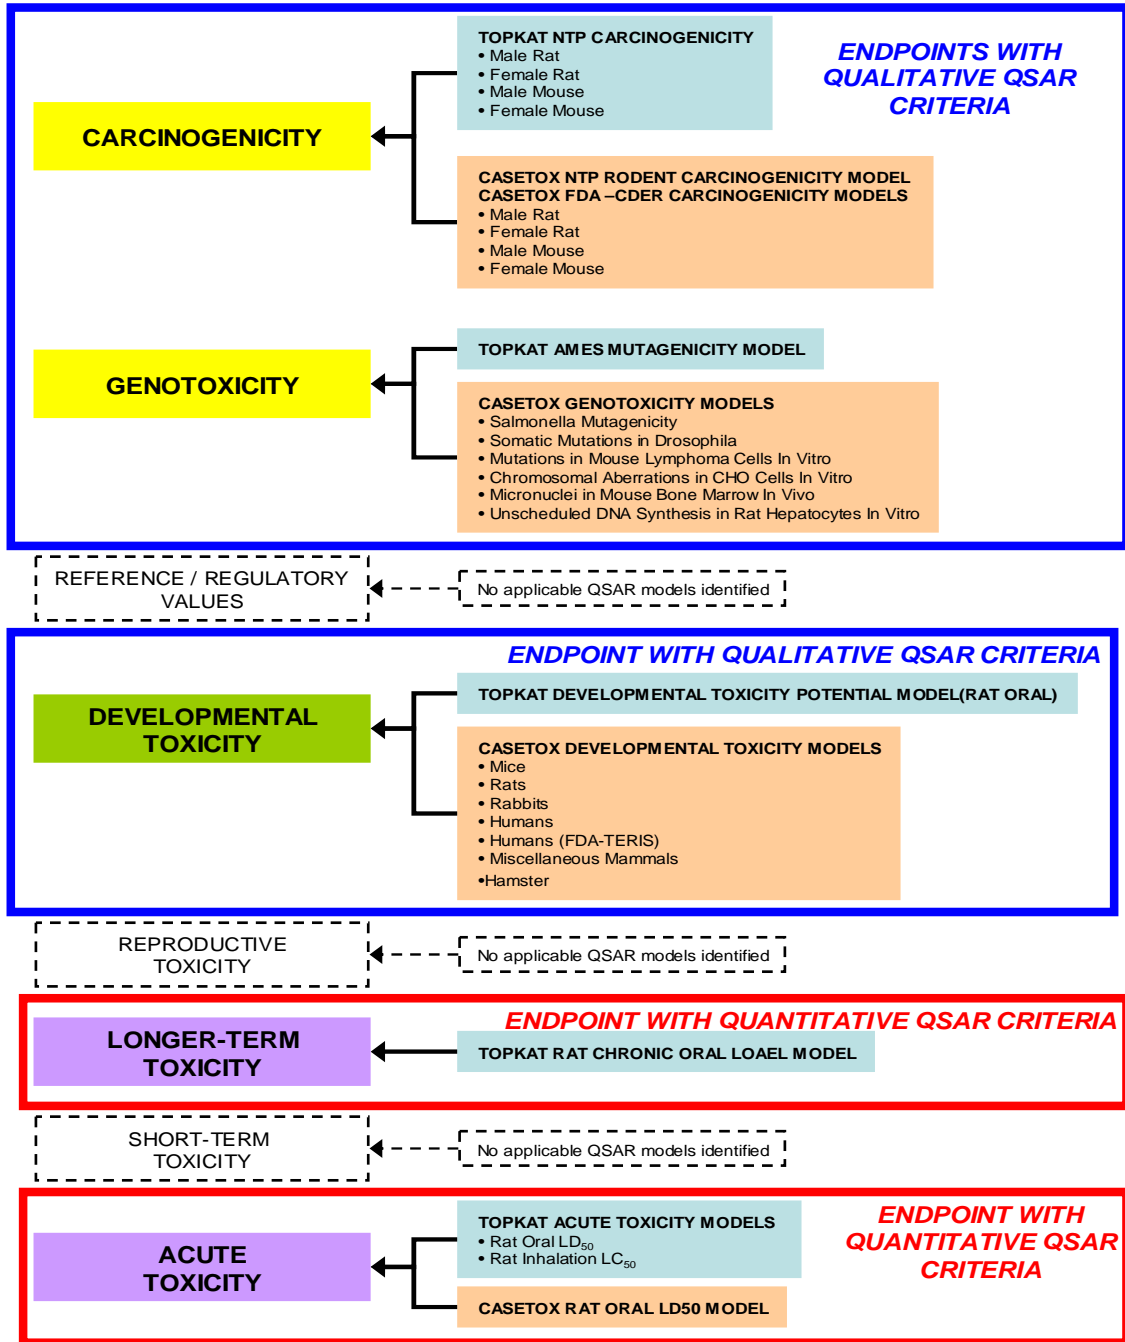 TOPKAT NTP CARCINOGENICITY
• Male Rat
• Female Rat
• Male Mouse
• Female Mouse
ENDPOINTS WITH
QUALITATIVE QSAR
CRITERIA
CARCINOGENICITY
CASETOX NTP RODENT CARCINOGENICITY MODEL
CASETOX FDA –CDER CARCINOGENICITY MODELS
• Male Rat
• Female Rat
• Male Mouse
• Female Mouse
TOPKAT AMES MUTAGENICITY MODEL
GENOTOXICITY
CASETOX GENOTOXICITY MODELS
• Salmonella Mutagenicity
• Somatic Mutations in Drosophila
• Mutations in Mouse Lymphoma Cells In Vitro
• Chromosomal Aberrations in CHO Cells In Vitro
• Micronuclei in Mouse Bone Marrow In Vivo
• Unscheduled DNA Synthesis in Rat Hepatocytes In Vitro
REFERENCE / REGULATORY
VALUES
No applicable QSAR models identified
ENDPOINT WITH QUALITATIVE QSAR CRITERIA
TOPKAT DEVELOPMENTAL TOXICITY POTENTIAL MODEL(RAT ORAL)
DEVELOPMENTAL
TOXICITY
CASETOX DEVELOPMENTAL TOXICITY MODELS
• Mice
• Rats
• Rabbits
• Humans
• Humans (FDA-TERIS)
• Miscellaneous Mammals
•Hamster
REPRODUCTIVE
TOXICITY
No applicable QSAR models identified
ENDPOINT WITH QUANTITATIVE QSAR CRITERIA
LONGER-TERM
TOXICITY
TOPKAT RAT CHRONIC ORAL LOAEL MODEL
SHORT-TERM
TOXICITY
No applicable QSAR models identified
TOPKAT ACUTE TOXICITY MODELS
• Rat Oral LD50
• Rat Inhalation LC50
ENDPOINT WITH
QUANTITATIVE QSAR
CRITERIA
ACUTE
TOXICITY
CASETOX RAT ORAL LD50 MODEL